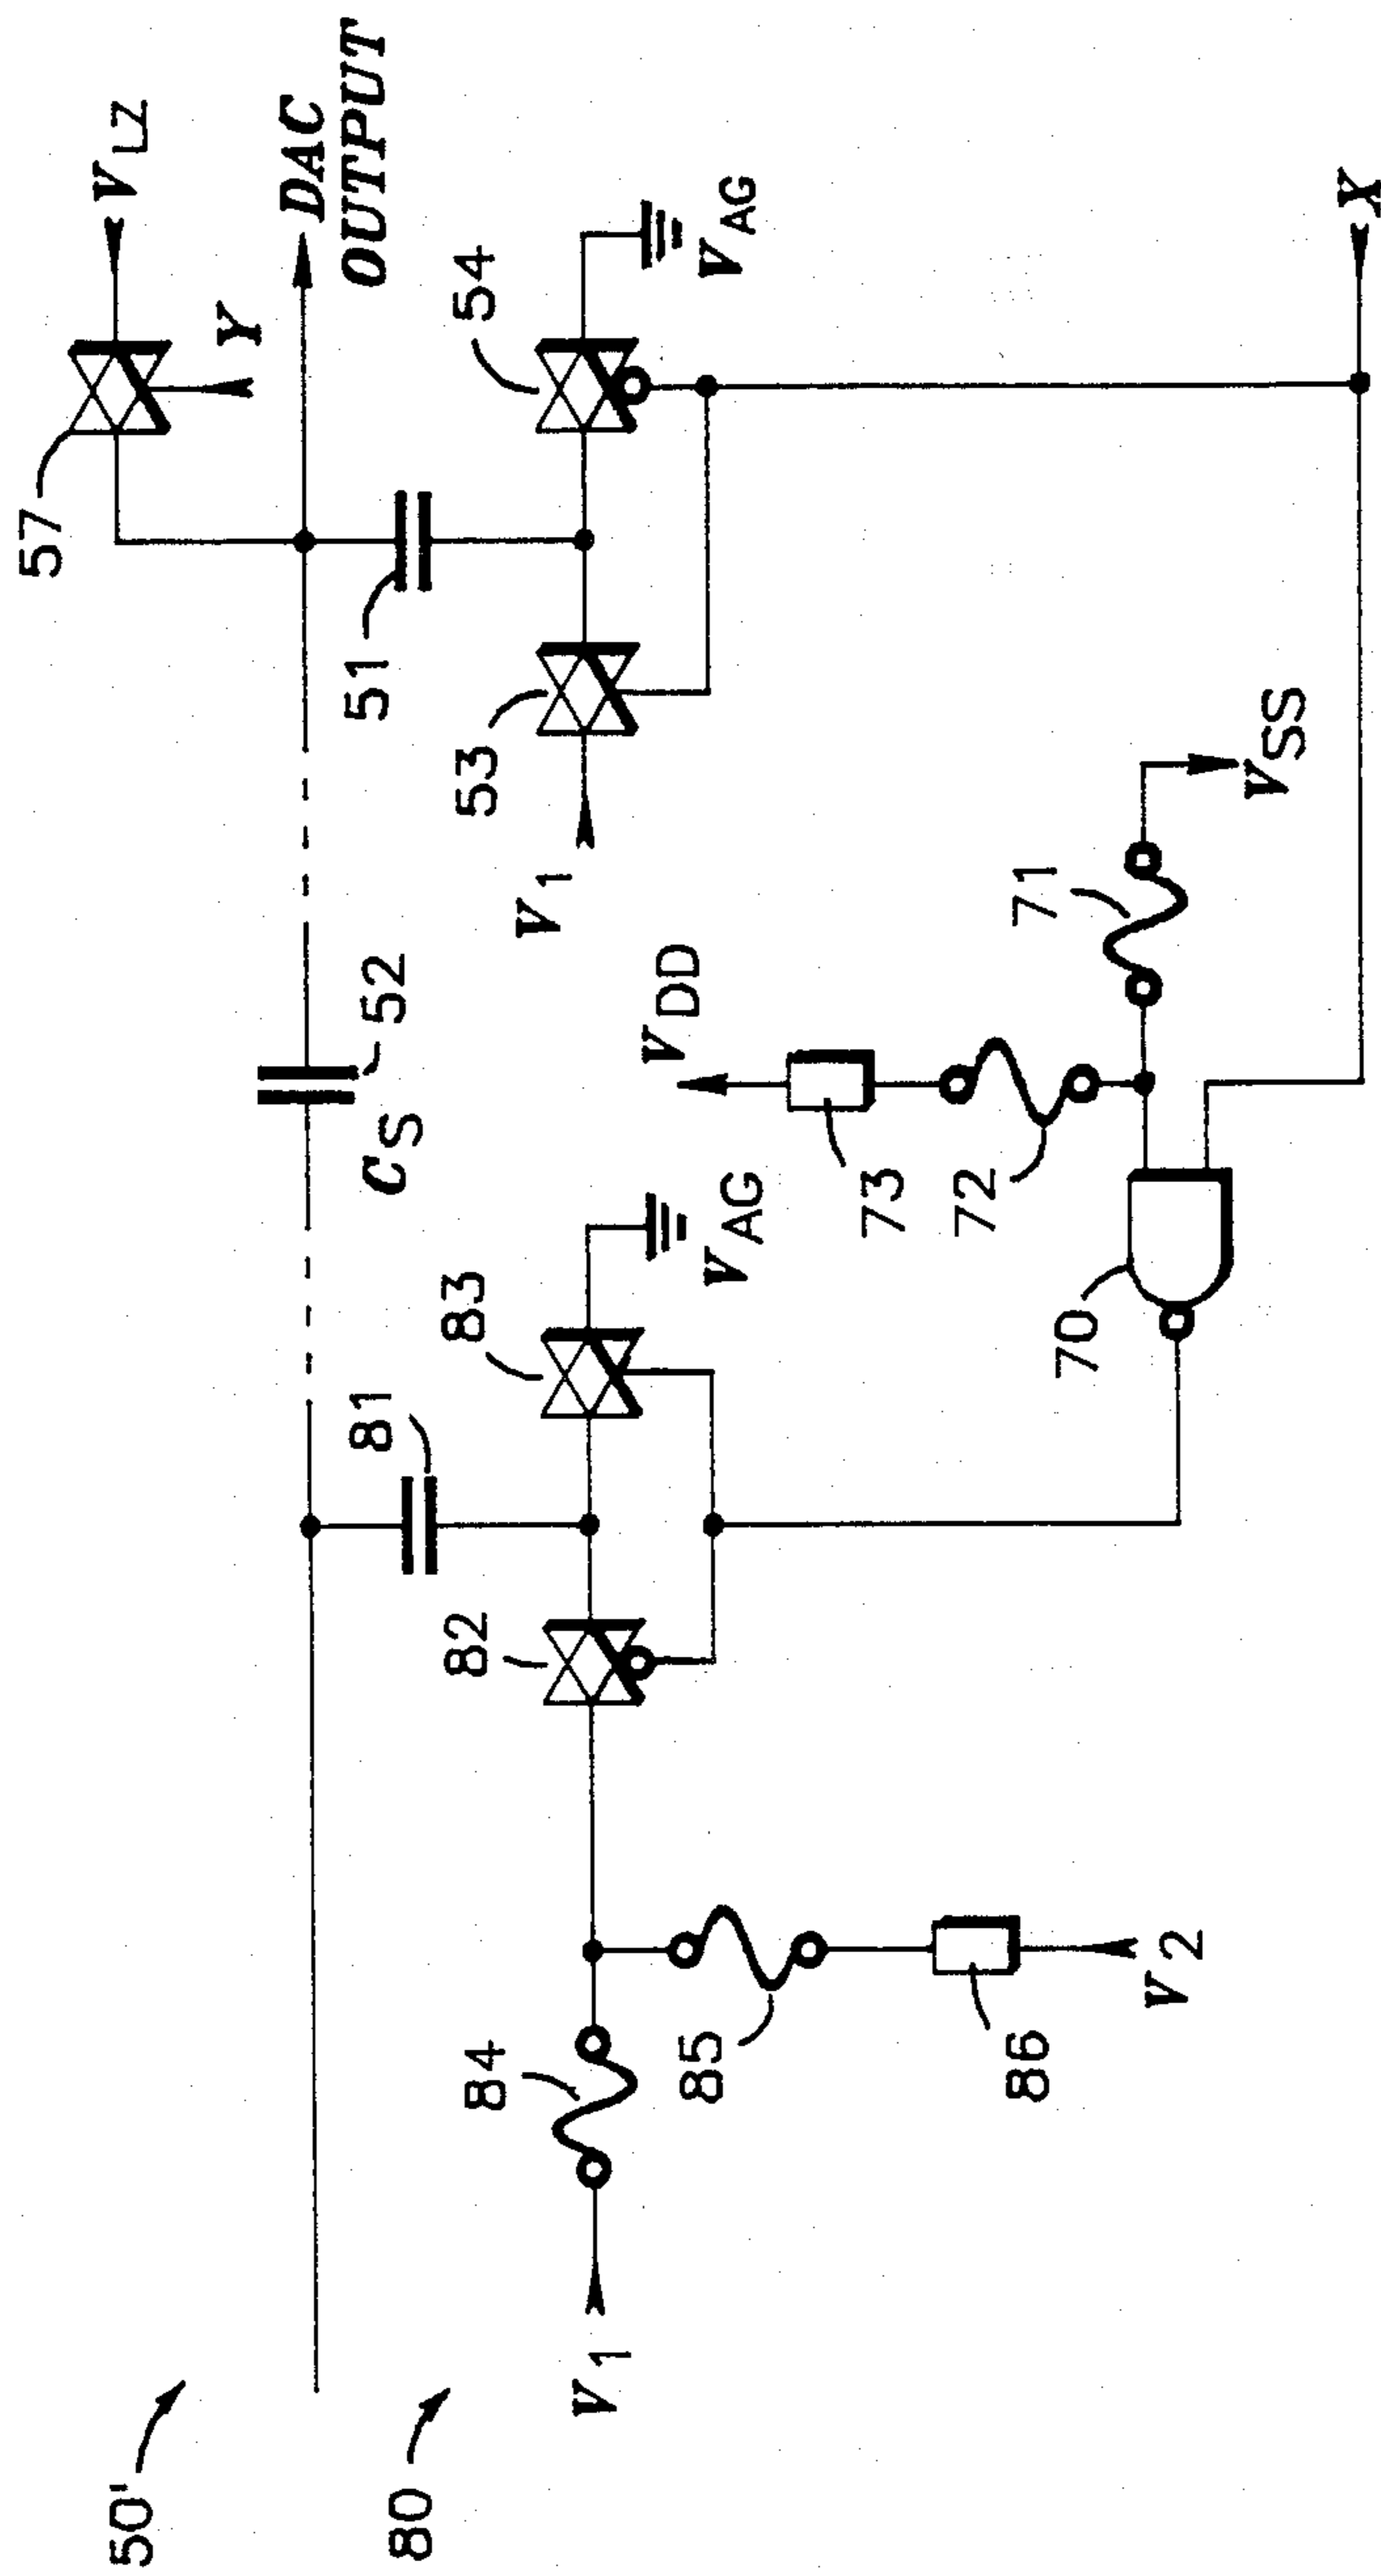 50'
80
C_S
52
57
V_LZ
Y
DAC
OUTPUT
81
51
82
83
V_AG
V_1
53
54
V_AG
84
V_1
85
86
V_2
V_DD
73
72
71
V_SS
70
X